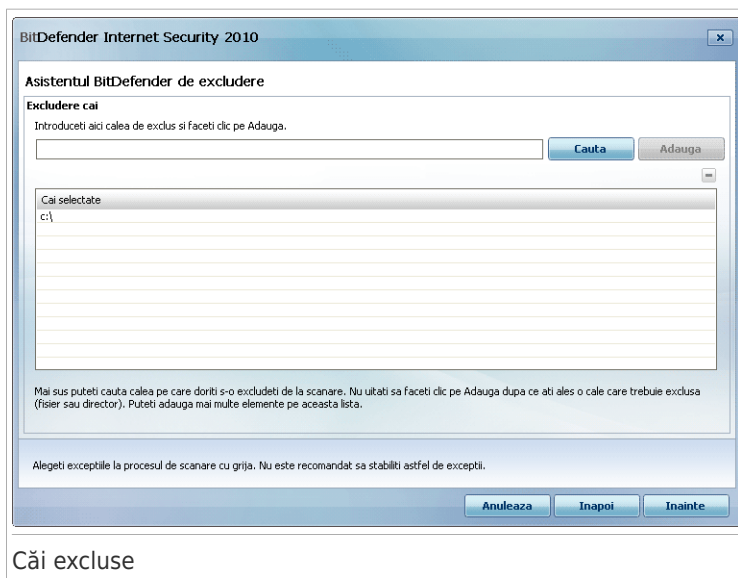 BitDefender Internet Security 2010
Asistentul BitDefender de excludere
Excludere cai
Introduceti aici calea de exclus si faceti clic pe Adauga.
Cauta
Adauga
Cai selectate
c:\
Mai sus puteti cauta calea pe care doriti s-o excludeti de la scanare. Nu uitati sa faceti clic pe Adauga dupa ce ati ales o cale care trebuie exclusa
(fisier sau director). Puteti adauga mai multe elemente pe aceasta lista.
Alegeti exceptiile la procesul de scanare cu grija. Nu este recomandat sa stabiliti astfel de exceptii.
Anuleaza
Inapoi
Inainte
Căi excluse